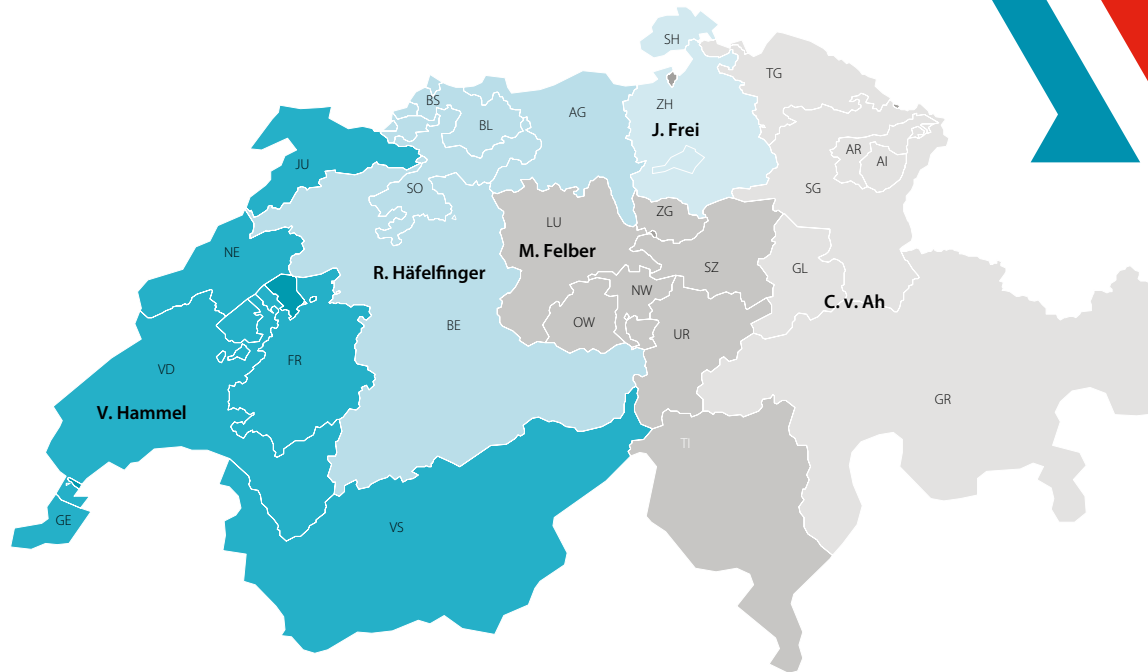 SH
TG
BS
AG
ZH
BL
J. Frei
AR
AI
JU
SO
SG
ZG
LU
NE
M. Felber
SZ
GL
R. Häfelfinger
NW
C. v. Ah
OW
BE
UR
FR
VD
GR
V. Hammel
TI
GE
VS